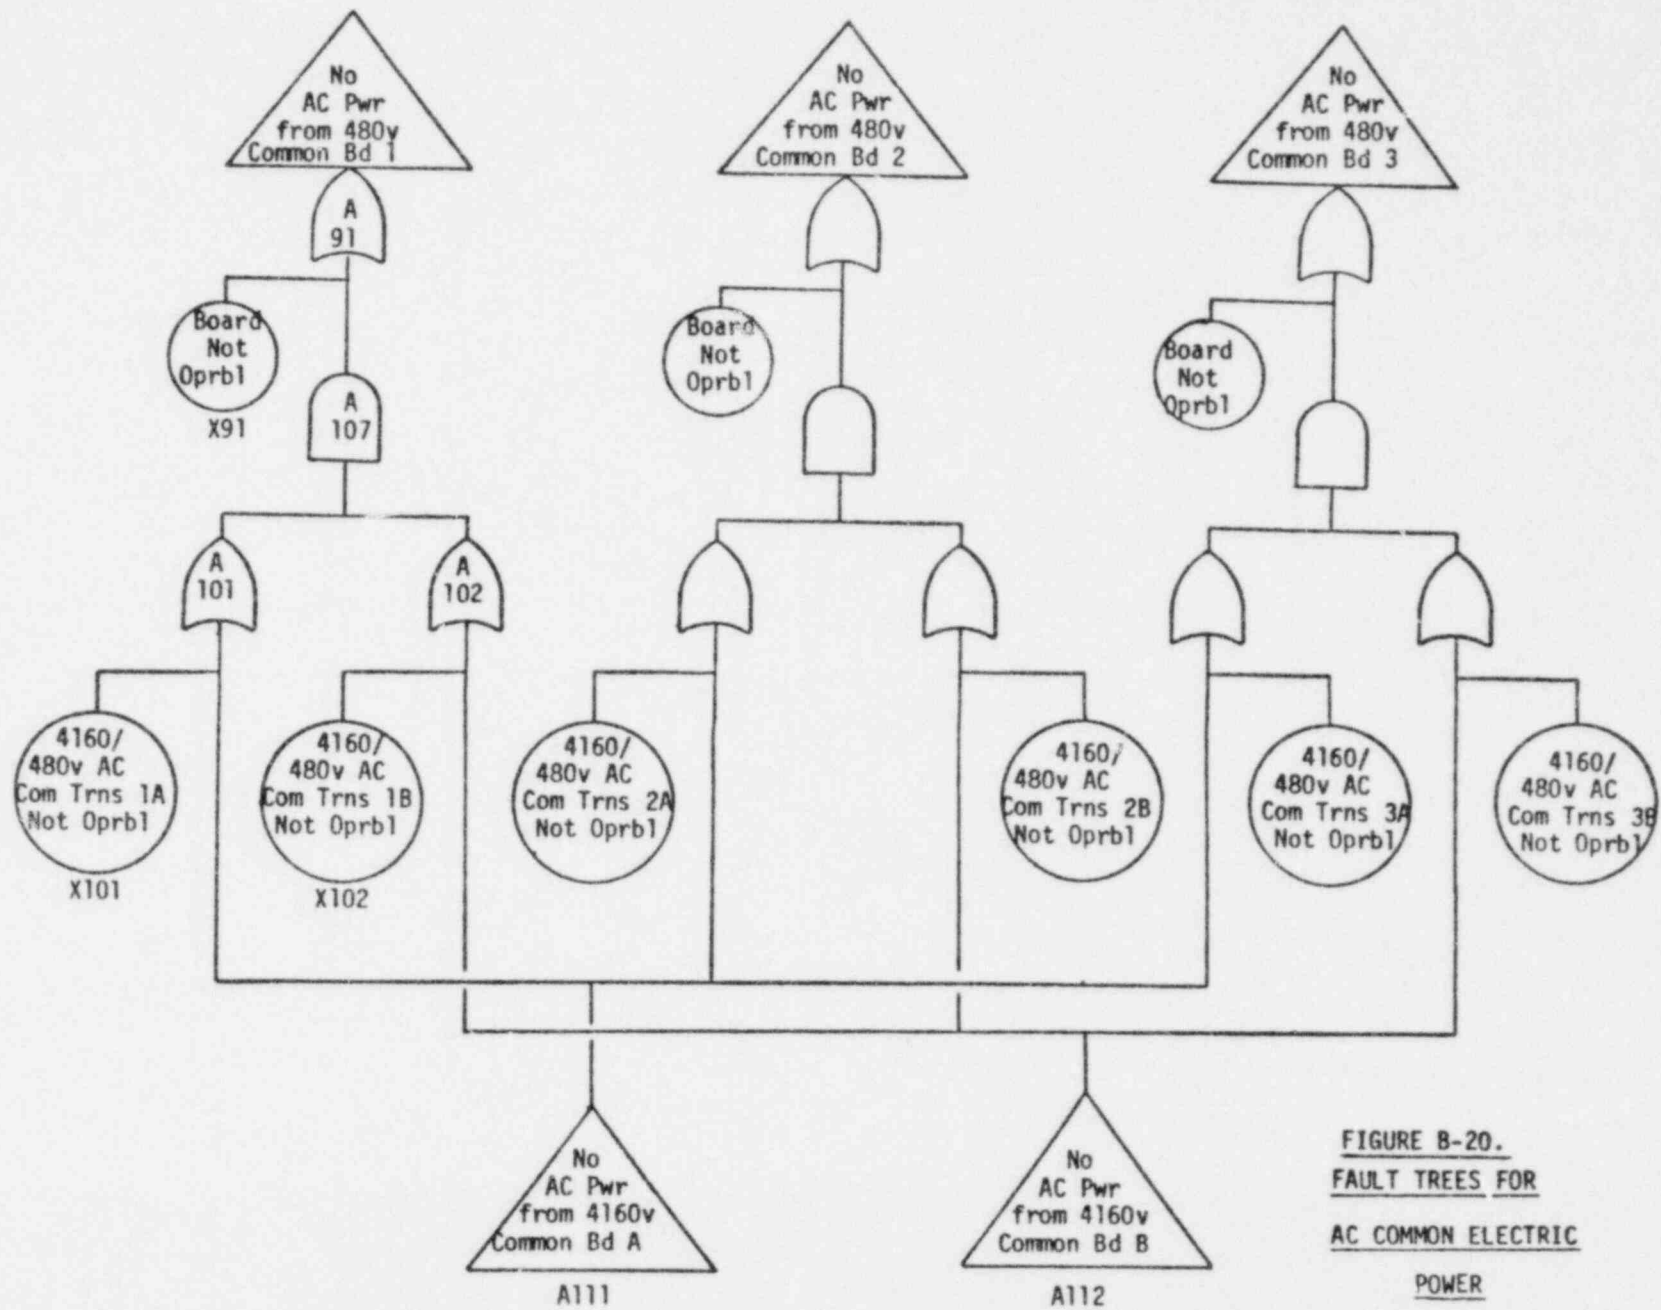 No
AC Pwr
from 480v
Common Bd 1
No
AC Pwr
from 480v
Common Bd 2
No
AC Pwr
from 480v
Common Bd 3
A
91
Board
Not
Oprbl
X91
A
107
Board
Not
Oprbl
Board
Not
Oprbl
A
101
A
102
4160/
480v AC
Com Trns 1A
Not Oprbl
X101
4160/
480v AC
Com Trns 1B
Not Oprbl
X102
4160/
480v AC
Com Trns 2A
Not Oprbl
4160/
480v AC
Com Trns 2B
Not Oprbl
4160/
480v AC
Com Trns 3A
Not Oprbl
4160/
480v AC
Com Trns 3B
Not Oprbl
No
AC Pwr
from 4160v
Common Bd A
A111
No
AC Pwr
from 4160v
Common Bd B
A112
FIGURE B-20.
FAULT TREES FOR
AC COMMON ELECTRIC
POWER